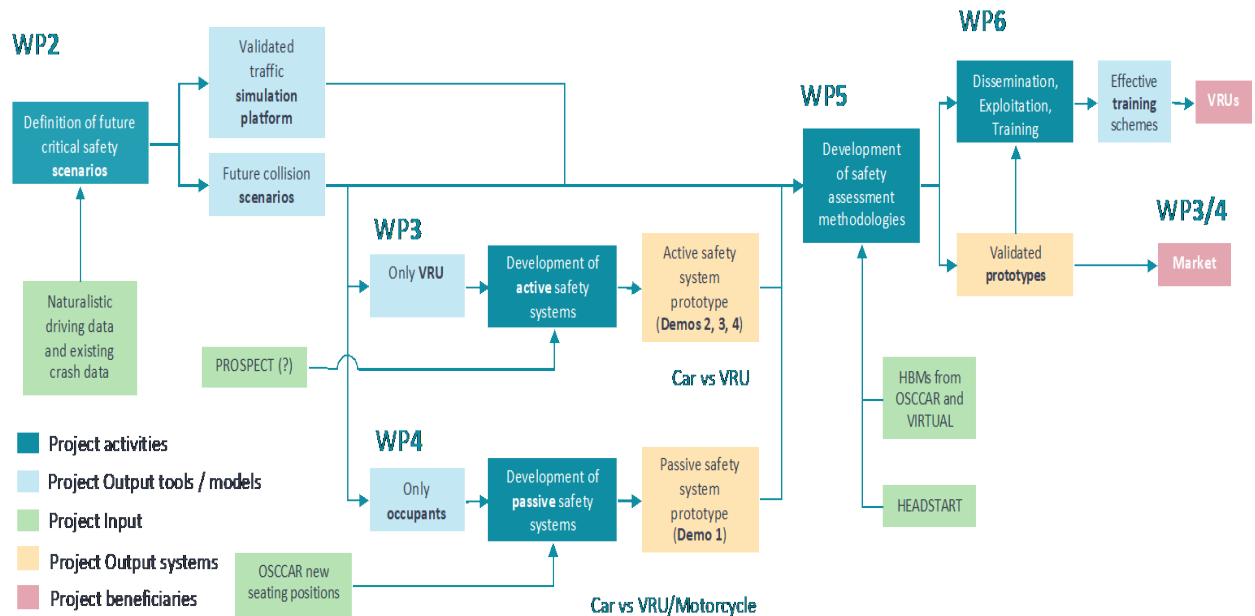 WP2
Definition of future
critical safety
scenarios
Naturalistic
driving data
and existing
crash data
Validated
traffic
simulation
platform
Future collision
scenarios
WP3
Only VRU
Development of
active safety
systems
Active safety
system
prototype
(Demos 2, 3, 4)
PROSPECT (?)
Car vs VRU
WP4
Only
occupants
Development of
passive safety
systems
Passive safety
system
prototype
(Demo 1)
OSCCAR new
seating positions
Car vs VRU/Motorcycle
WP5
Development
of safety
assessment
methodologies
HBMs from
OSCCAR and
VIRTUAL
HEADSTART
WP6
Dissemination,
Exploitation,
Training
Effective
training
schemes
VRUs
WP3/4
Validated
prototypes
Market
Project activities
Project Output tools / models
Project Input
Project Output systems
Project beneficiaries